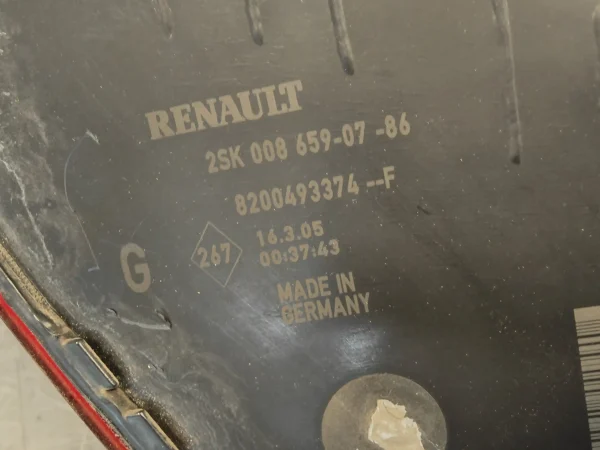 RENAULT
2SK 008 659-07 -86
8200493374 --F
G
267
16.3.05
00:37:43
MADE IN
GERMANY